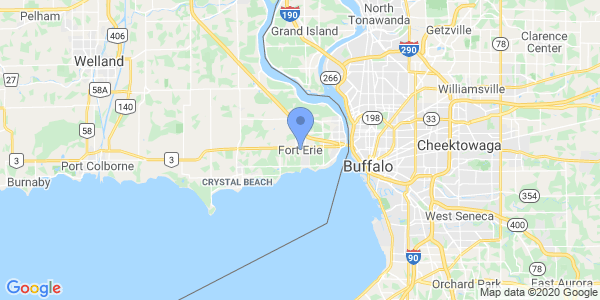 Pelham
406
190
Grand Island
North
Tonawanda
Getzville
290
78
Clarence
Center
Welland
27
58A
140
266
Williamsville
198
33
Cheektowaga
58
3
Port Colborne
3
Fort Erie
Buffalo
78
Burnaby
CRYSTAL BEACH
354
West Seneca
400
90
78
Google
Orchard Park
East Aurora
Map data ©2020 Google